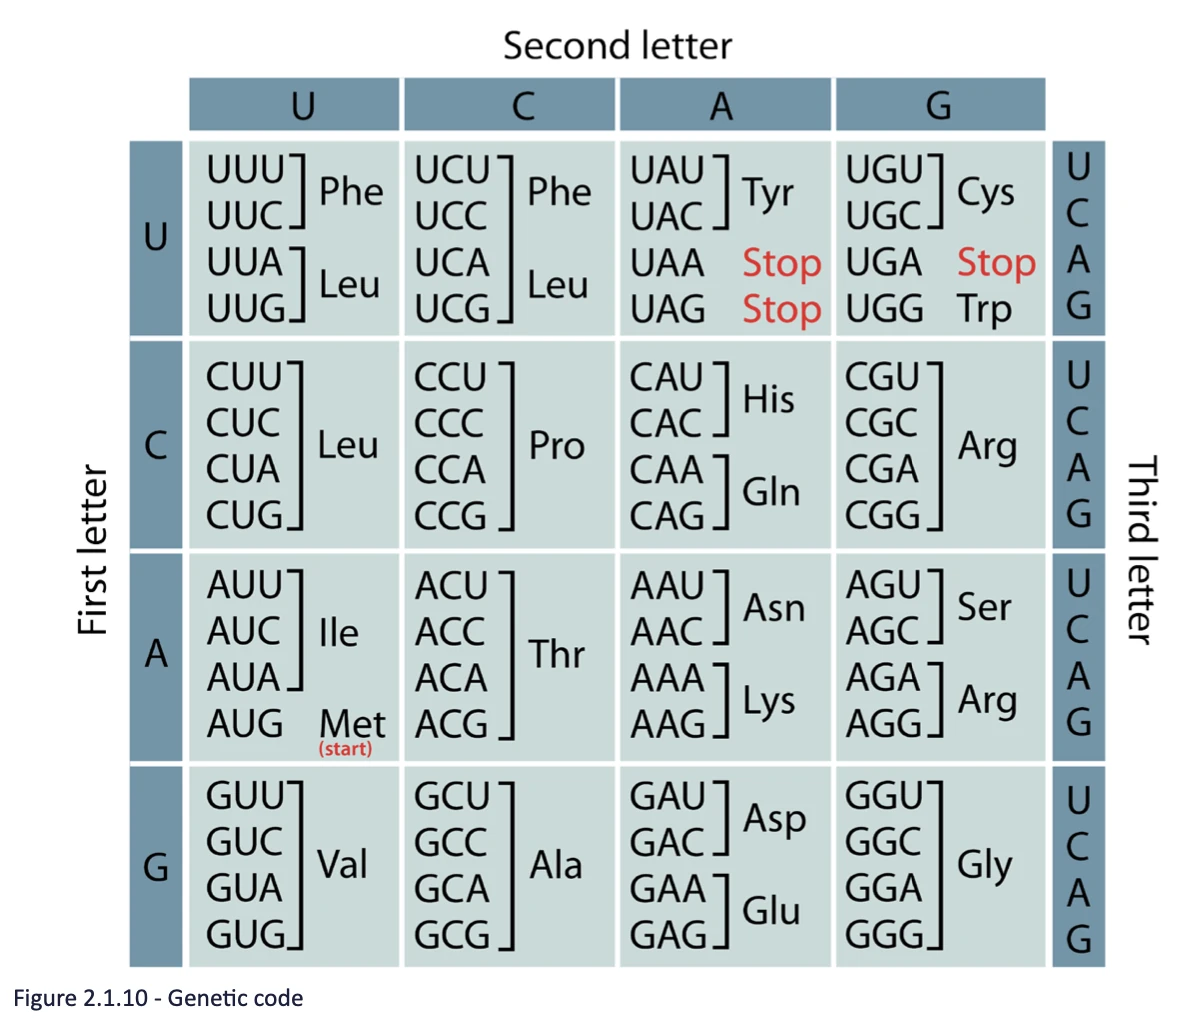 Second letter
U C A G
First letter
U
UUU Phe UCU Phe UAU Tyr UGU Cys U
UUC UCC UAC UGC C
UUA Leu UCA Leu UAA Stop UGA Stop A
UUG UCG UAG Stop UGG Trp G
C
CUU Leu CCU Pro CAU His CGU Arg U
CUC CCC CAC CGC C
CUA CCA CAA Gln CGA A
CUG CCG CAG CGG G
A
AUU Ile ACU Thr AAU Asn AGU Ser U
AUC ACC AAC AGC C
AUA ACA AAA Lys AGA Arg A
AUG Met ACG AAG AGG G
(start)
G
GUU Val GCU Ala GAU Asp GGU Gly U
GUC GCC GAC GGC C
GUA GCA GAA Glu GGA A
GUG GCG GAG GGG G
Third letter
Figure 2.1.10 - Genetic code